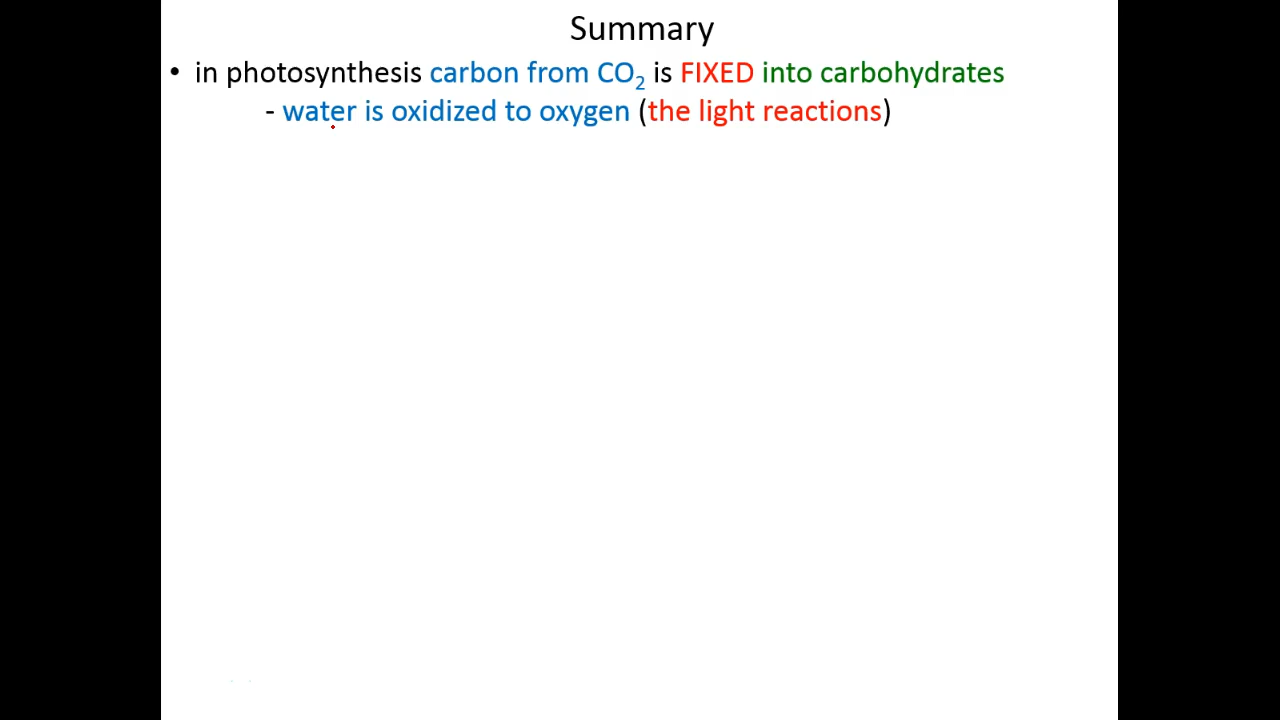 Summary
• in photosynthesis carbon from CO₂ is FIXED into carbohydrates
- water is oxidized to oxygen (the light reactions)